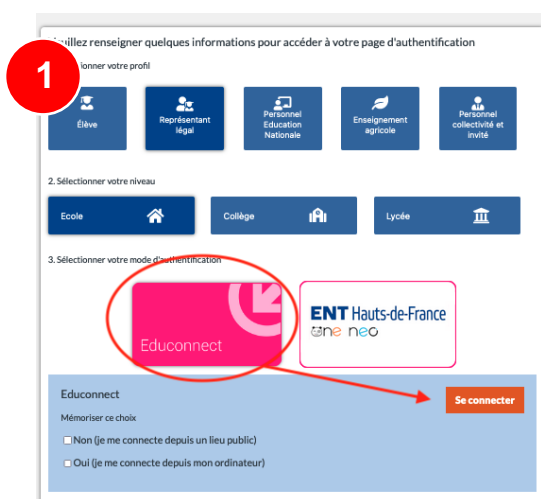 illez renseigner quelques informations pour accéder à votre page d'authentification
1
ionner votre profil
Élève
Représentant
légal
Personnel
Education
Nationale
Enseignement
agricole
Personnel
collectivité et
invité
2. Sélectionner votre niveau
Ecole
Collège
Lycée
3. Sélectionner votre mode d'authentification
Educonnect
ENT Hauts-de-France
one neo
Educonnect
Se connecter
Mémoriser ce choix
Non (je me connecte depuis un lieu public)
Oui (je me connecte depuis mon ordinateur)